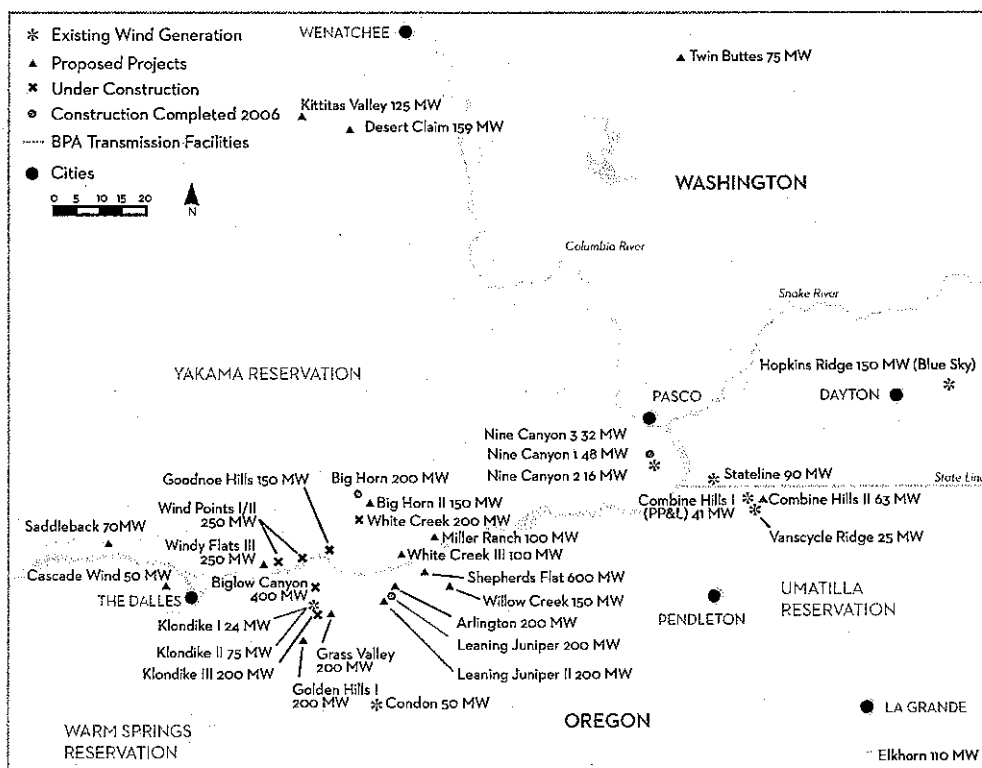 Existing Wind Generation
Proposed Projects
Under Construction
Construction Completed 2006
BPA Transmission Facilities
Cities
0 5 10 15 20
N
WENATCHEE
Twin Buttes 75 MW
Kittitas Valley 125 MW
Desert Claim 159 MW
WASHINGTON
Columbia River
Snake River
Hopkins Ridge 150 MW (Blue Sky)
YAKAMA RESERVATION
PASCO
DAYTON
Nine Canyon 3 32 MW
Nine Canyon 1 48 MW
Nine Canyon 2 16 MW
Stateline 90 MW
State Line
Goodnoe Hills 150 MW
Big Horn 200 MW
Big Horn II 150 MW
White Creek 200 MW
Combine Hills I
(PP&L) 41 MW
Combine Hills II 63 MW
Vanscycle Ridge 25 MW
Wind Points I/II
250 MW
Saddleback 70MW
Windy Flats III
250 MW
Miller Ranch 100 MW
White Creek III 100 MW
Cascade Wind 50 MW
THE DALLES
Biglow Canyon
400 MW
Shepherds Flat 600 MW
Willow Creek 150 MW
UMATILLA
RESERVATION
PENDLETON
Klondike I 24 MW
Klondike II 75 MW
Klondike III 200 MW
Grass Valley
200 MW
Arlington 200 MW
Leaning Juniper 200 MW
Leaning Juniper II 200 MW
Golden Hills I
200 MW
Condon 50 MW
OREGON
LA GRANDE
WARM SPRINGS
RESERVATION
Elkhorn 110 MW